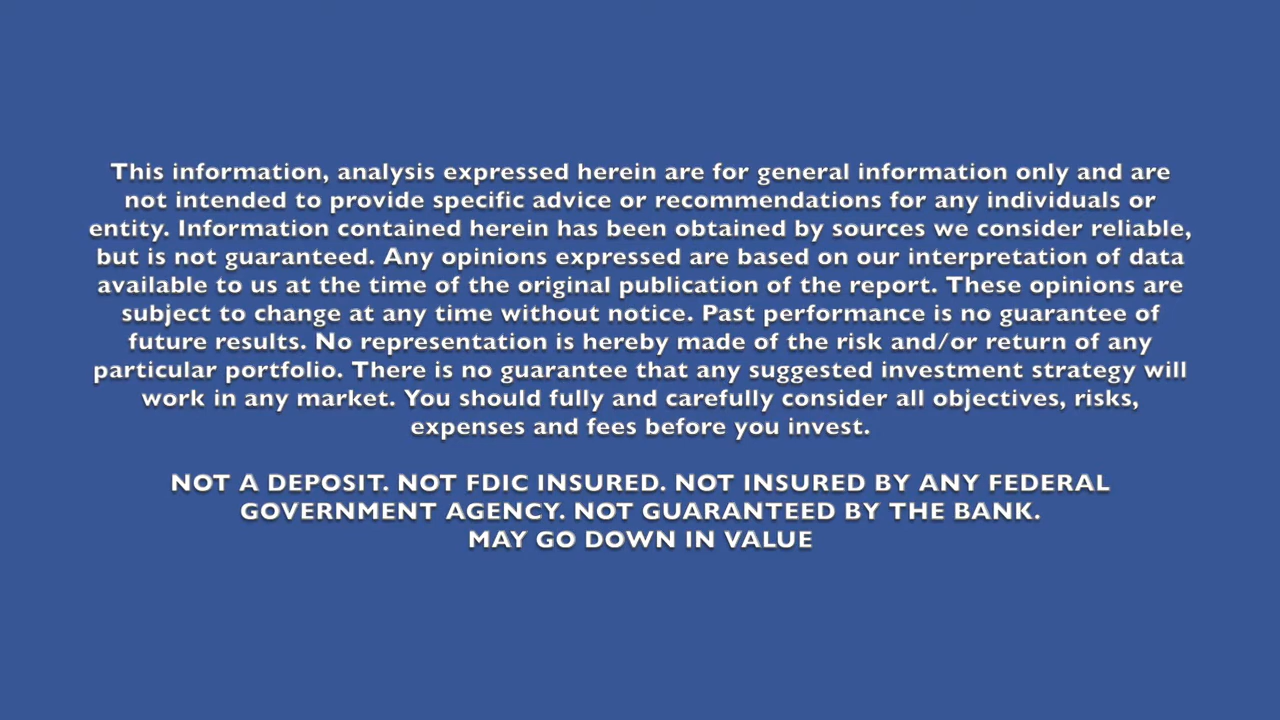 This information, analysis expressed herein are for general information only and are
not intended to provide specific advice or recommendations for any individuals or
entity. Information contained herein has been obtained by sources we consider reliable,
but is not guaranteed. Any opinions expressed are based on our interpretation of data
available to us at the time of the original publication of the report. These opinions are
subject to change at any time without notice. Past performance is no guarantee of
future results. No representation is hereby made of the risk and/or return of any
particular portfolio. There is no guarantee that any suggested investment strategy will
work in any market. You should fully and carefully consider all objectives, risks,
expenses and fees before you invest.
NOT A DEPOSIT. NOT FDIC INSURED. NOT INSURED BY ANY FEDERAL
GOVERNMENT AGENCY. NOT GUARANTEED BY THE BANK.
MAY GO DOWN IN VALUE